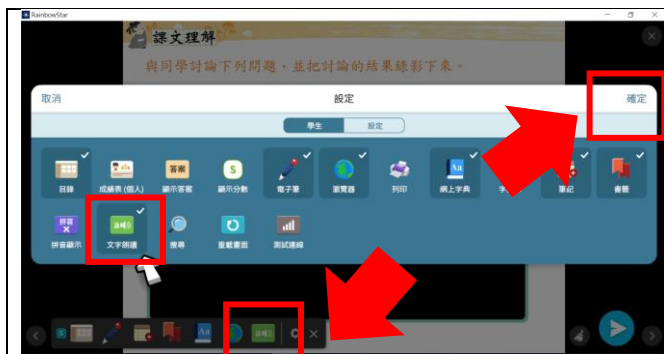 RainbowStar
課文理解
與同學討論下列問題，並把討論的結果錄影下來。
取消
設定
確定
學生
設定
目錄
成績表(個人)
顯示答案
顯示分數
電子筆
瀏覽器
列印
網上字典
筆記
書籤
拼音顯示
文字朗讀
搜尋
重載畫面
測試連線